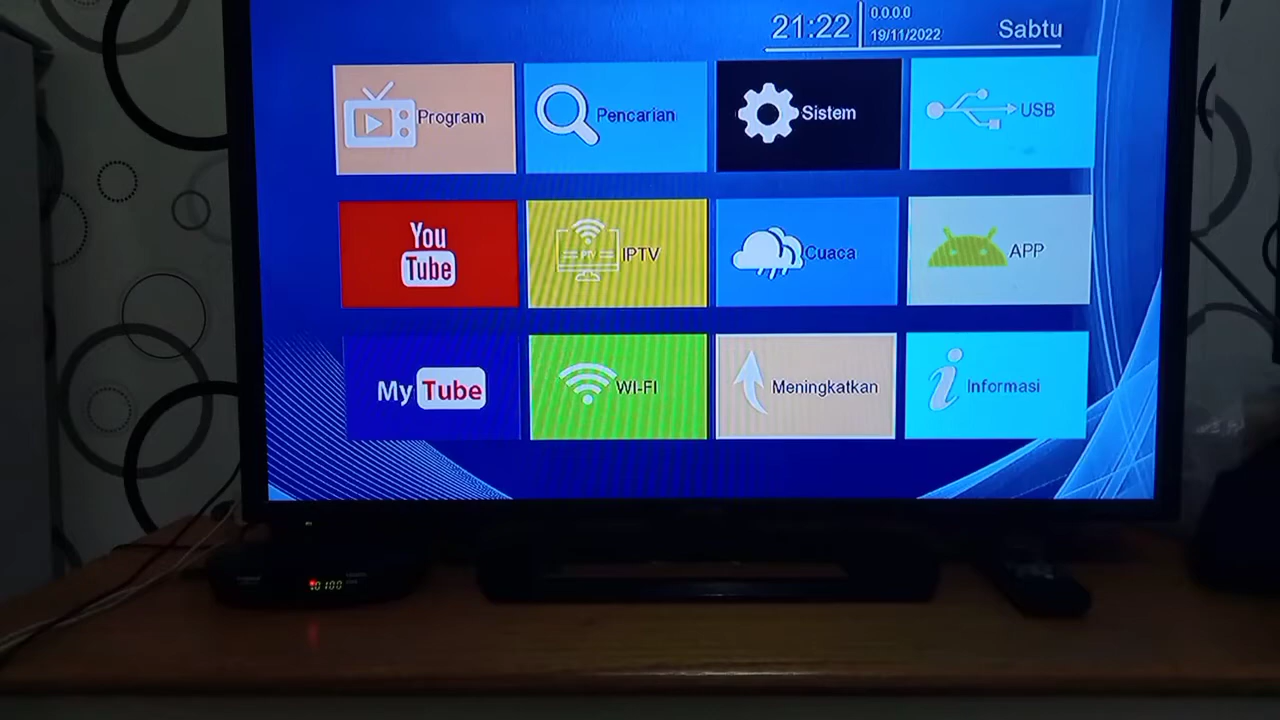 21:22
0.0.0.0
19/11/2022
Sabtu
Program
Pencarian
Sistem
USB
You
Tube
IPTV
Cuaca
APP
My Tube
WI-FI
Meningkatkan
Informasi
0100